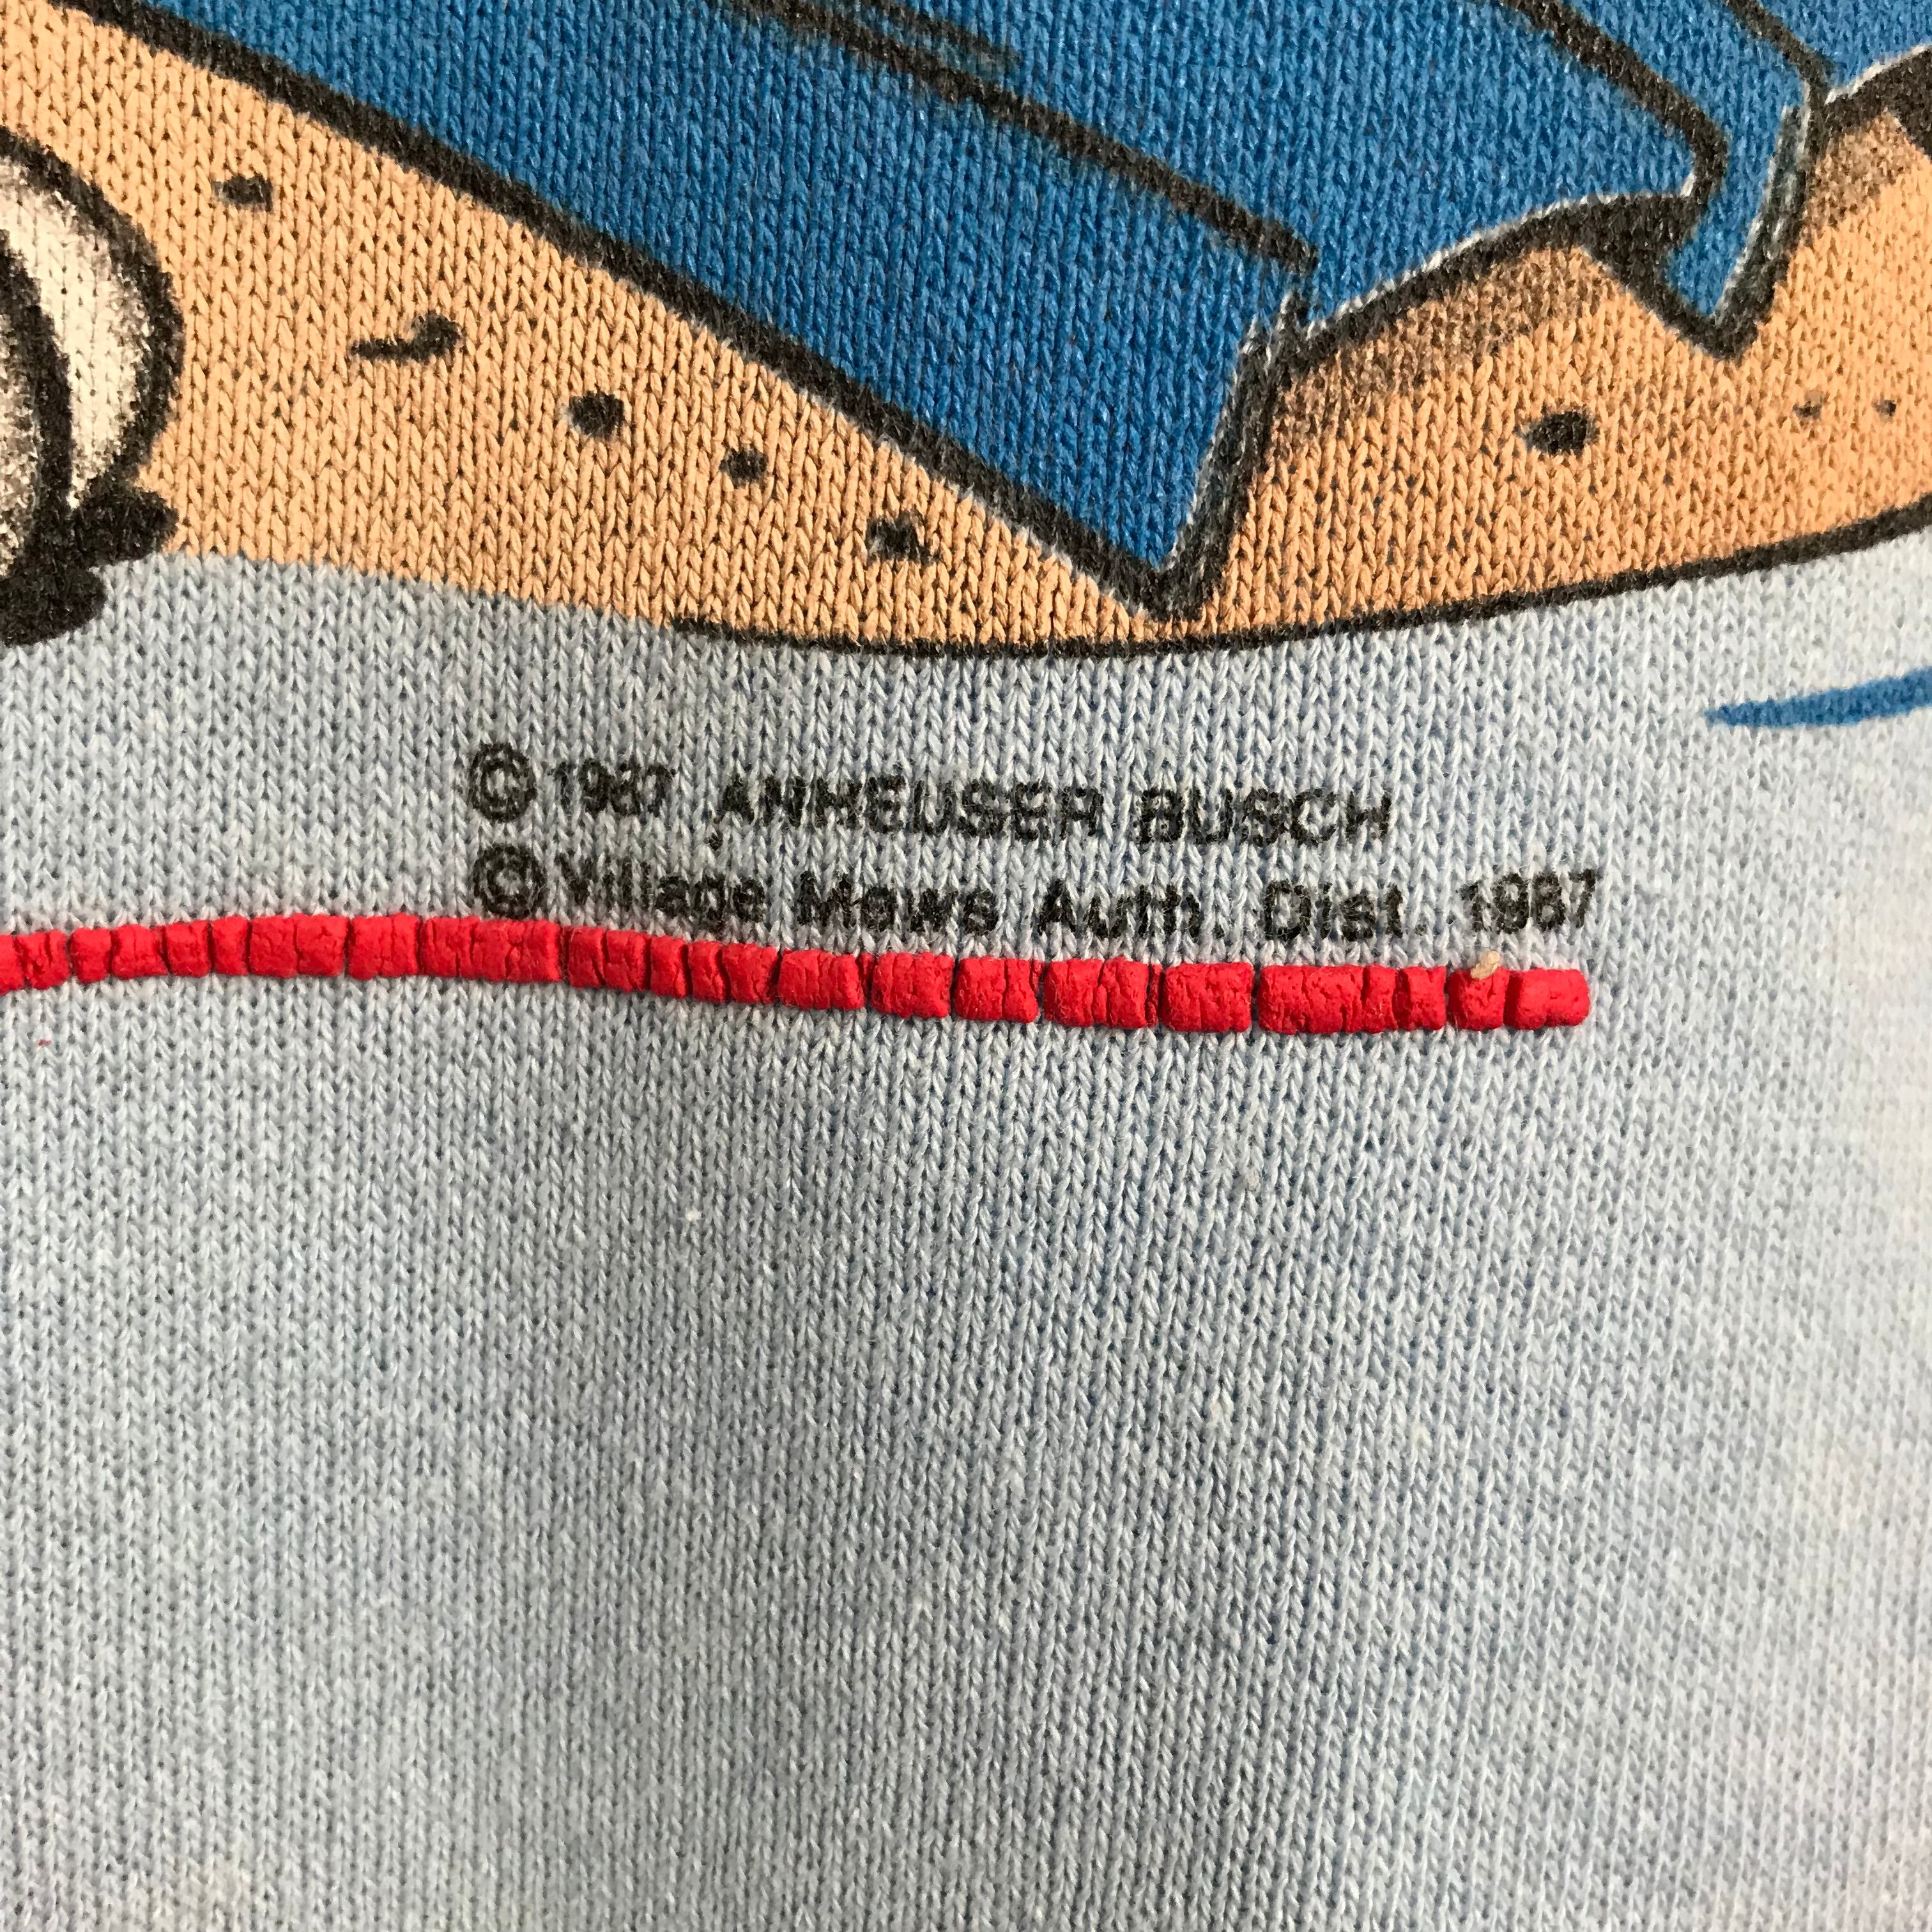 © 1987 ANHEUSER BUSCH
© Village Mews Auth. Dist. 1987